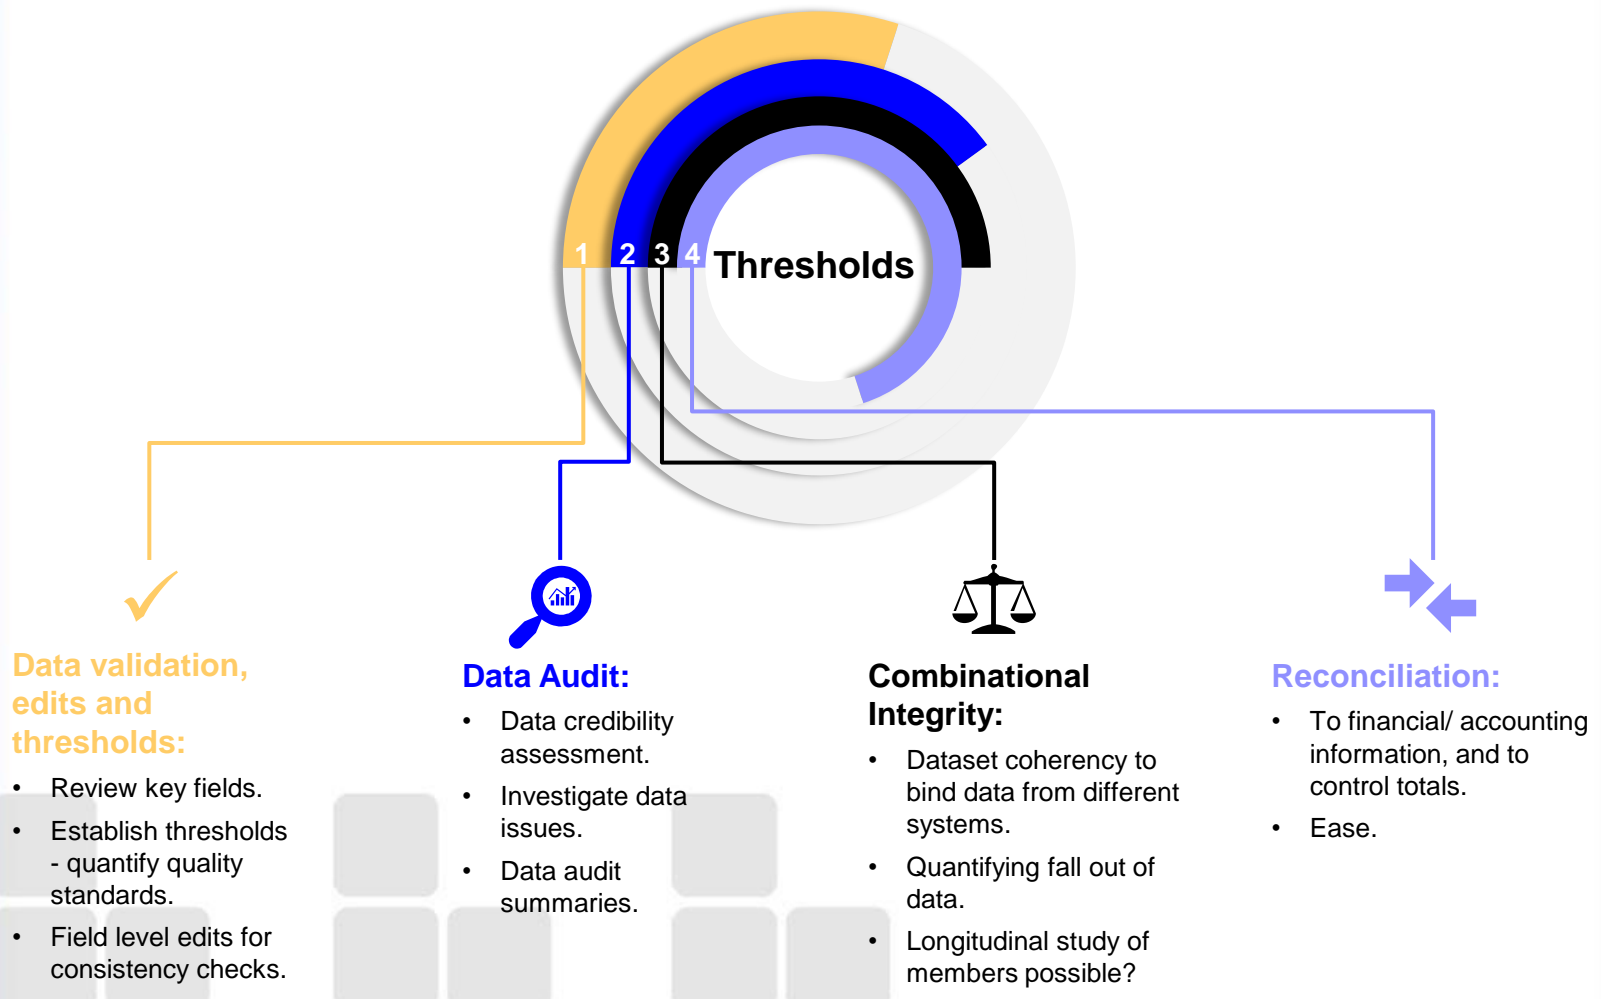 1 2 3 4
Thresholds
Data validation,
edits and
thresholds:
• Review key fields.
• Establish thresholds
- quantify quality
standards.
• Field level edits for
consistency checks.
Data Audit:
• Data credibility
assessment.
• Investigate data
issues.
• Data audit
summaries.
Combinational
Integrity:
• Dataset coherency to
bind data from different
systems.
• Quantifying fall out of
data.
• Longitudinal study of
members possible?
Reconciliation:
• To financial/ accounting
information, and to
control totals.
• Ease.